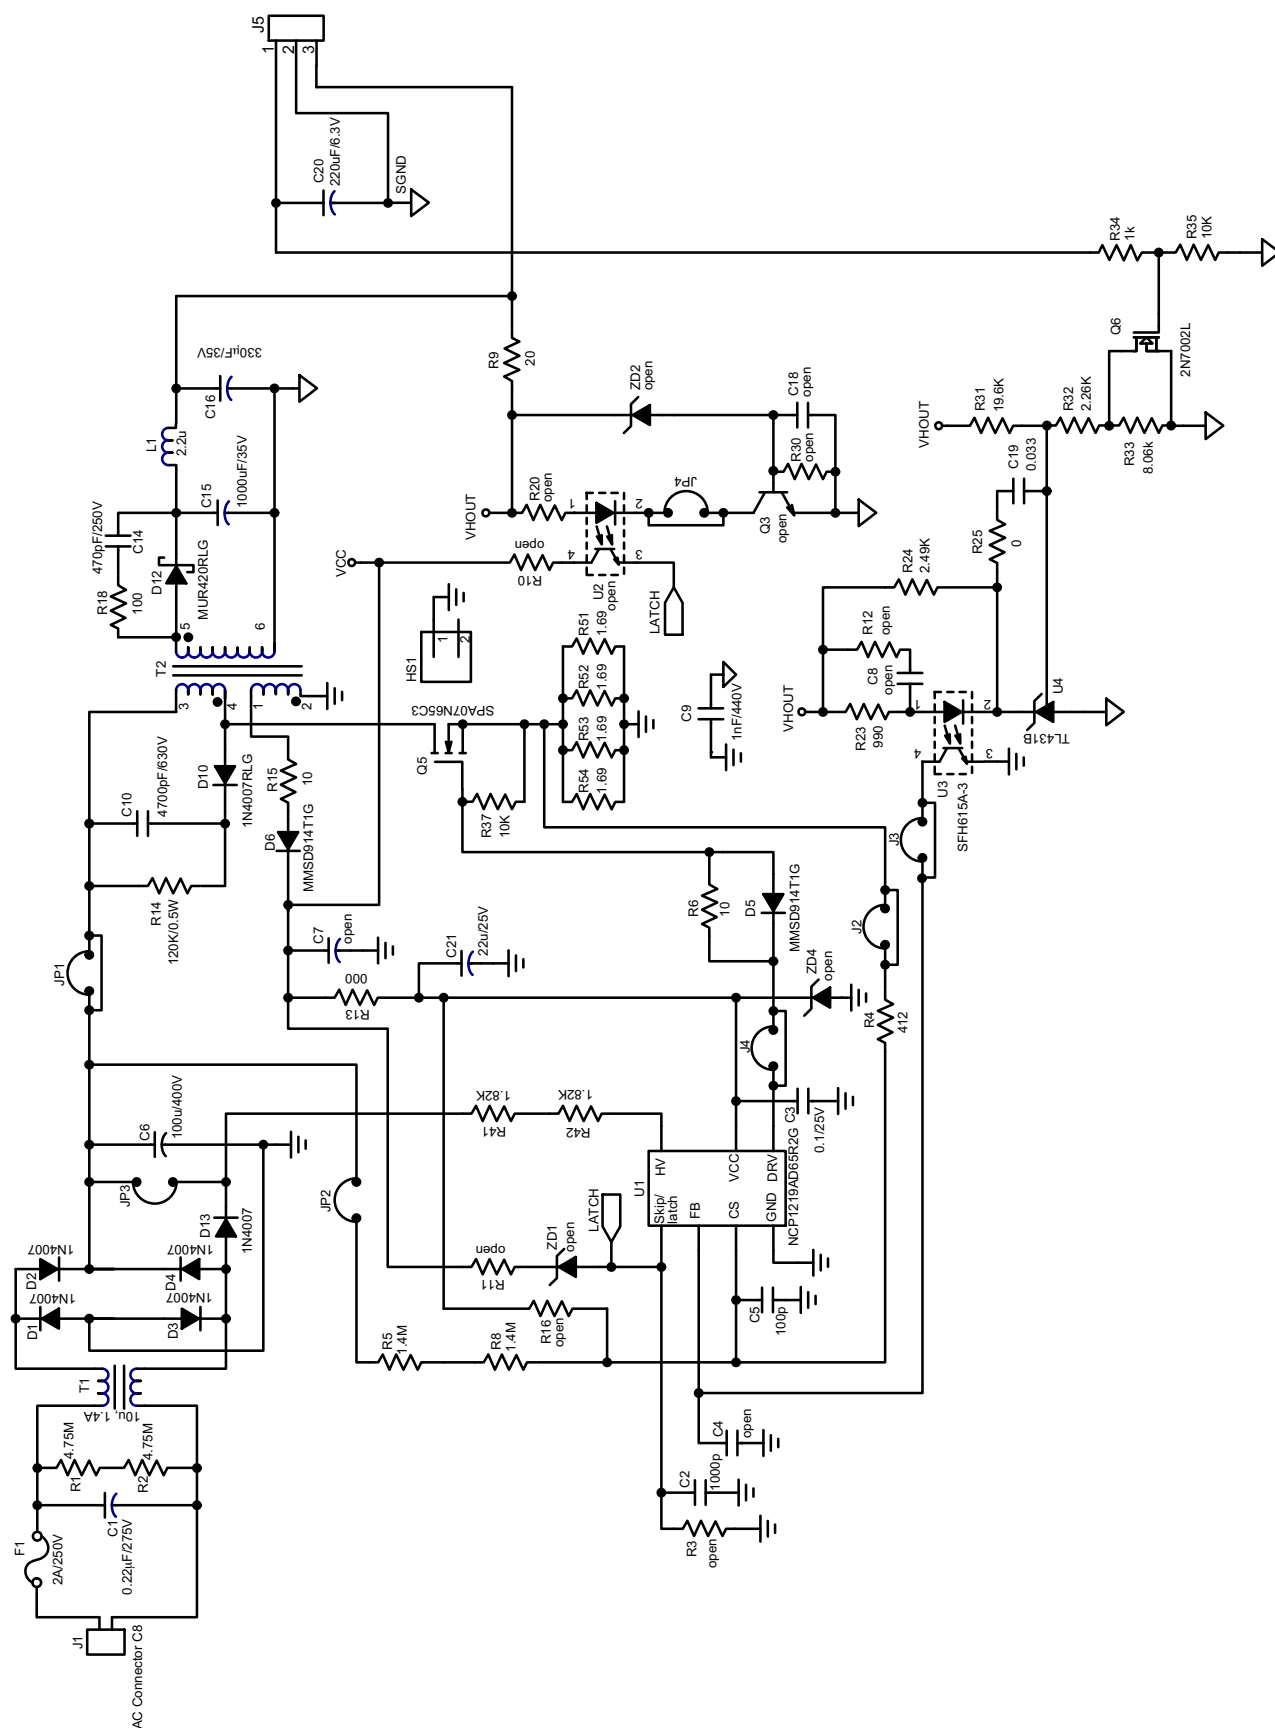 J1
AC Connector C8
F1
2A/250V
C1
0.22µF/275V
R1
4.75M
R2
4.75M
T1
10u, 1.4A
D1
1N4007
D2
1N4007
D3
1N4007
D4
1N4007
D13
1N4007
JP3
C6
100u/400V
JP1
R14
120K/0.5W
C10
4700pF/630V
D10
1N4007RLG
T2
3
4
1
2
5
6
R18
100
C14
470pF/250V
D12
MUR420RLG
C15
1000uF/35V
L1
2.2u
C16
330µF/35V
J5
1
2
3
C20
220uF/6.3V
SGND
R15
10
D6
MMSD914T1G
C7
open
R13
000
C21
22u/25V
VCC
HS1
1
2
R10
open
U2
open
4
3
1
2
LATCH
VHOUT
R20
open
R9
20
ZD2
open
JP4
Q3
open
R30
open
C18
open
Q5
SPA07N65C3
R37
10K
R54
1.69
R53
1.69
R52
1.69
R51
1.69
C9
1nF/440V
JP2
R41
1.82K
R42
1.82K
R11
open
ZD1
open
LATCH
R16
open
R5
1.4M
R8
1.4M
U1
NCP1219AD65R2G
Skip/
latch
FB
CS
GND
HV
VCC
DRV
C5
100p
C3
0.1/25V
J4
ZD4
open
R6
10
D5
MMSD914T1G
R4
412
J2
J3
R3
open
C2
1000p
C4
open
U3
SFH615A-3
4
3
1
2
VHOUT
R23
990
C8
open
R12
open
R24
2.49K
R25
0
C19
0.033
U4
TL431B
VHOUT
R31
19.6K
R32
2.26K
R33
8.06k
Q6
2N7002L
R34
1k
R35
10K